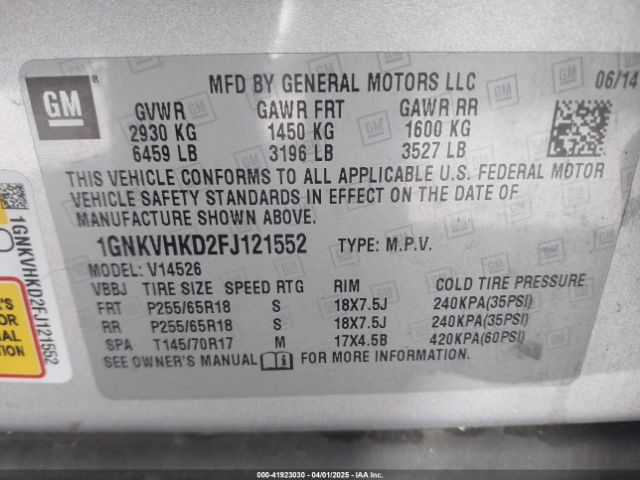 GM
MFD BY GENERAL MOTORS LLC 06/14
GVWR GAWR FRT GAWR RR
2930 KG 1450 KG 1600 KG
6459 LB 3196 LB 3527 LB
THIS VEHICLE CONFORMS TO ALL APPLICABLE U.S. FEDERAL MOTOR
VEHICLE SAFETY STANDARDS IN EFFECT ON THE DATE OF
MANUFACTURE SHOWN ABOVE.
1GNKVHKD2FJ121552 TYPE: M.P.V.
MODEL: V14526
VBBJ TIRE SIZE SPEED RTG RIM COLD TIRE PRESSURE
FRT P255/65R18 S 18X7.5J 240KPA(35PSI)
RR P255/65R18 S 18X7.5J 240KPA(35PSI)
SPA T145/70R17 M 17X4.5B 420KPA(60PSI)
SEE OWNER'S MANUAL FOR MORE INFORMATION.
1GNKVHKD2FJ121552
000-41923030 - 04/01/2025 - IAAI.COM